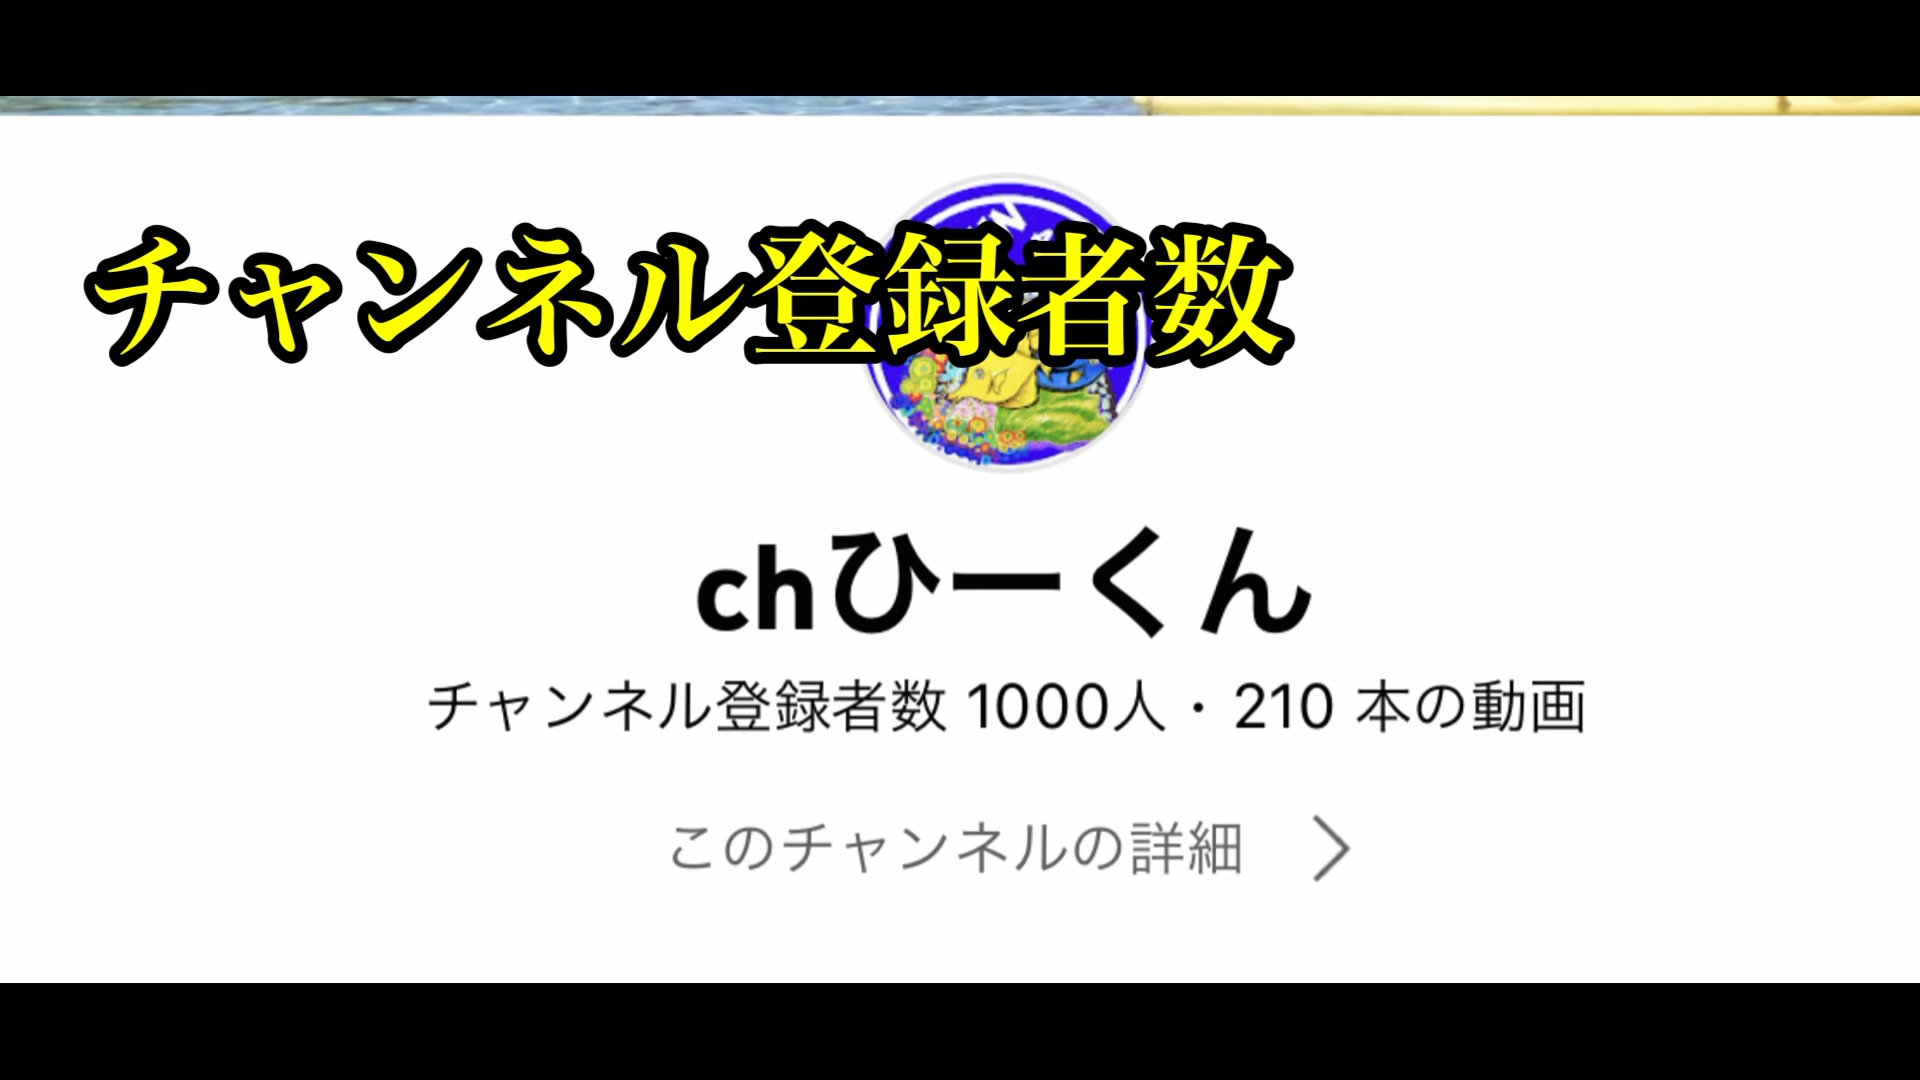 チャンネル登録者数
chひーくん
チャンネル登録者数 1000人・210 本の動画
このチャンネルの詳細